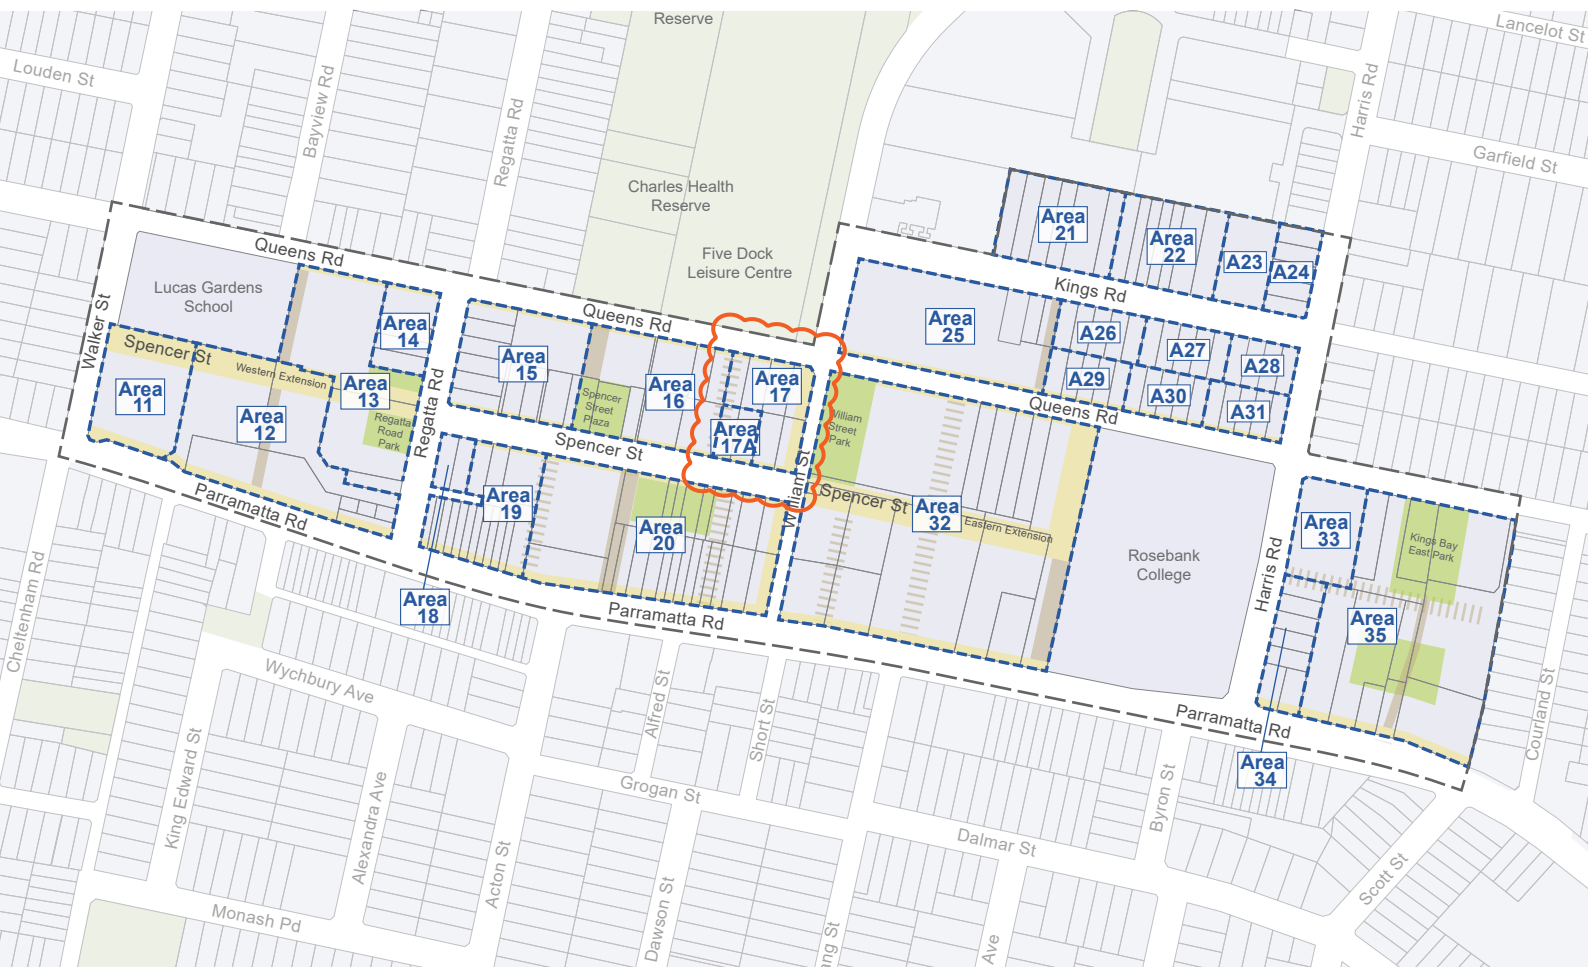 Reserve
Lancelot St
Louden St
Bayview Rd
Regatta Rd
Harris Rd
Garfield St
Charles Health
Reserve
Five Dock
Leisure Centre
Queens Rd
Lucas Gardens
School
Walker St
Spencer St
Western Extension
Area
11
Area
12
Area
13
Area
14
Regatta
Road
Park
Regatta Rd
Queens Rd
Area
15
Spencer
Street
Plaza
Area
16
Area
17
Area
17A
William
Street
Park
Spencer St
William St
Area
18
Area
19
Area
20
Parramatta Rd
Parramatta Rd
Area
21
Area
22
A23
A24
Kings Rd
Area
25
A26
A27
A28
A29
A30
A31
Queens Rd
Spencer St
Area
32
Eastern Extension
Rosebank
College
Harris Rd
Area
33
Kings Bay
East Park
Area
35
Area
34
Parramatta Rd
Courland St
Cheltenham Rd
Wychbury Ave
King Edward St
Alexandra Ave
Acton St
Alfred St
Short St
Grogan St
Dalmar St
Byron St
Scott St
Monash Pd
Dawson St
ang St
Ave